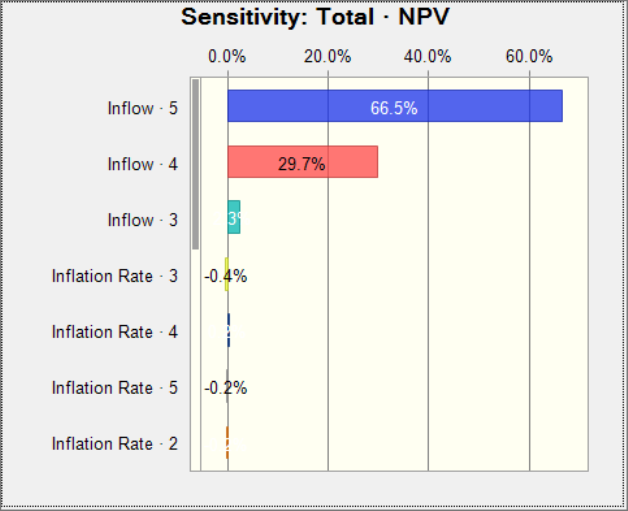 Sensitivity: Total · NPV
0.0% 20.0% 40.0% 60.0%
Inflow · 5 66.5%
Inflow · 4 29.7%
Inflow · 3
Inflation Rate · 3 -0.4%
Inflation Rate · 4
Inflation Rate · 5 -0.2%
Inflation Rate · 2